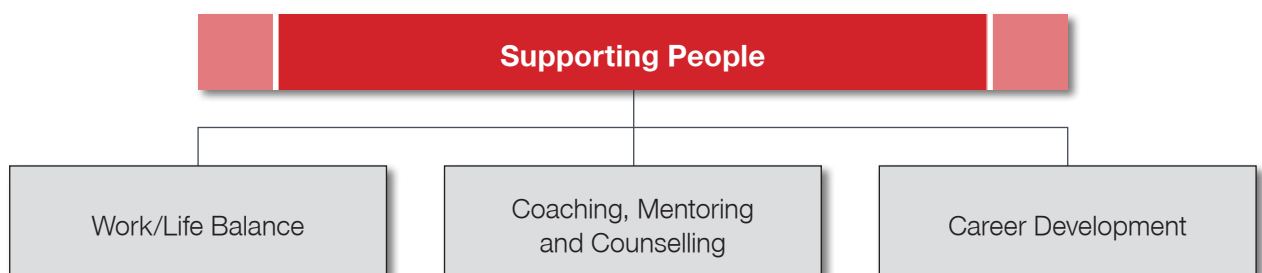 Supporting People
Work/Life Balance
Coaching, Mentoring
and Counselling
Career Development